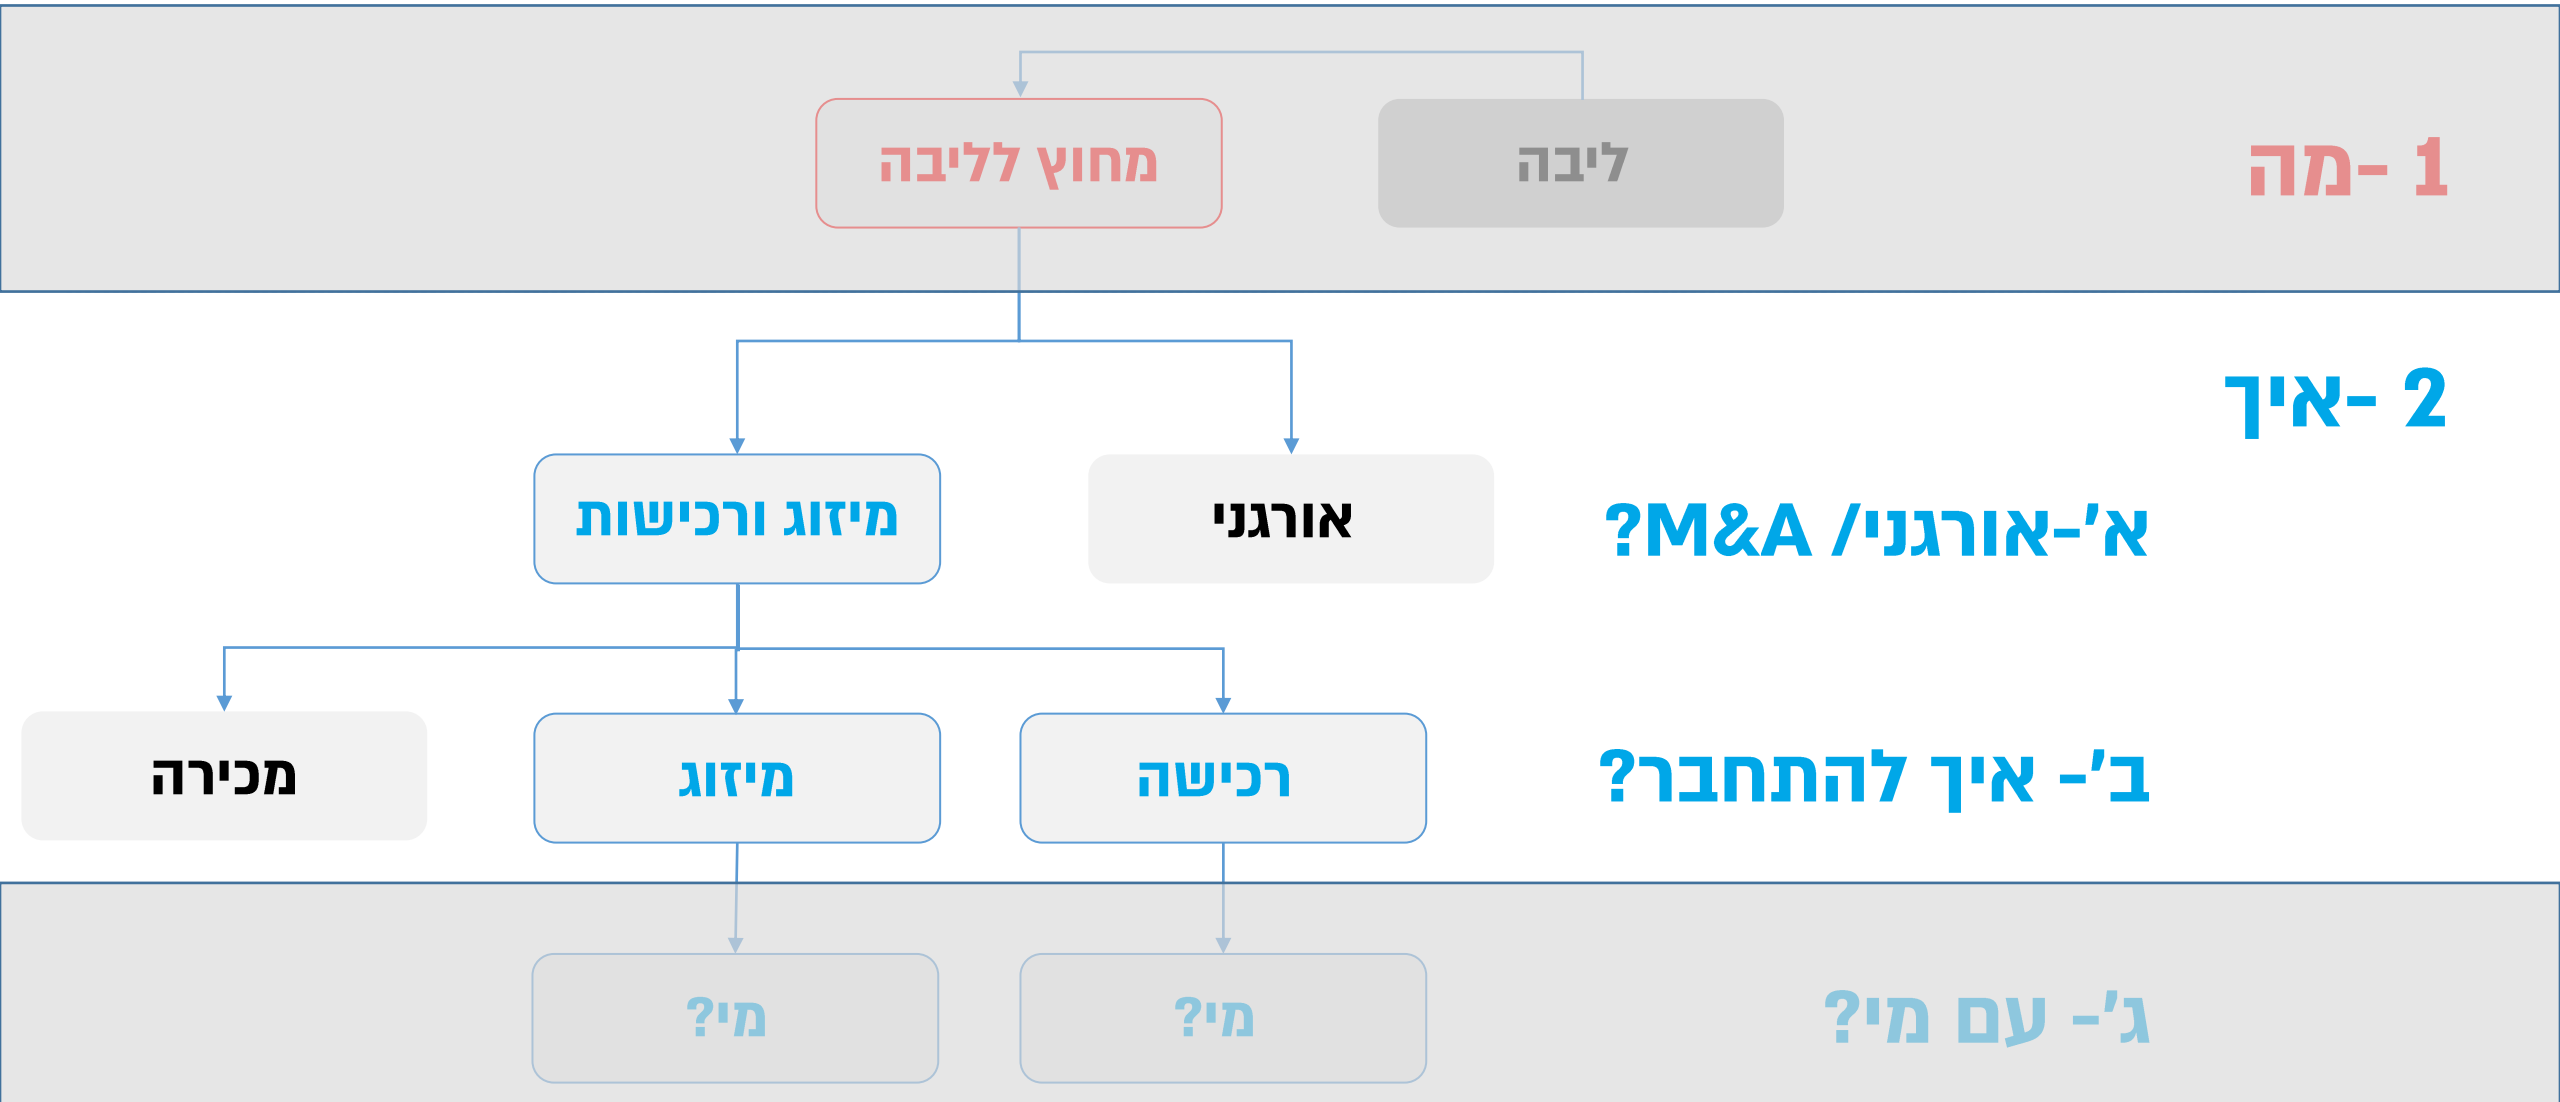 1 -מה
ליבה
מחוץ לליבה
2 -איך
א'-אורגני/ M&A?
אורגני
מיזוג ורכישות
ב'- איך להתחבר?
רכישה
מיזוג
מכירה
ג'- עם מי?
מי?
מי?